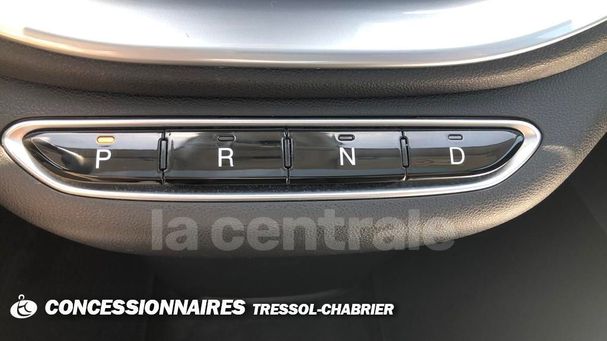 P R N D
la centrale
CONCESSIONNAIRES TRESSOL-CHABRIER